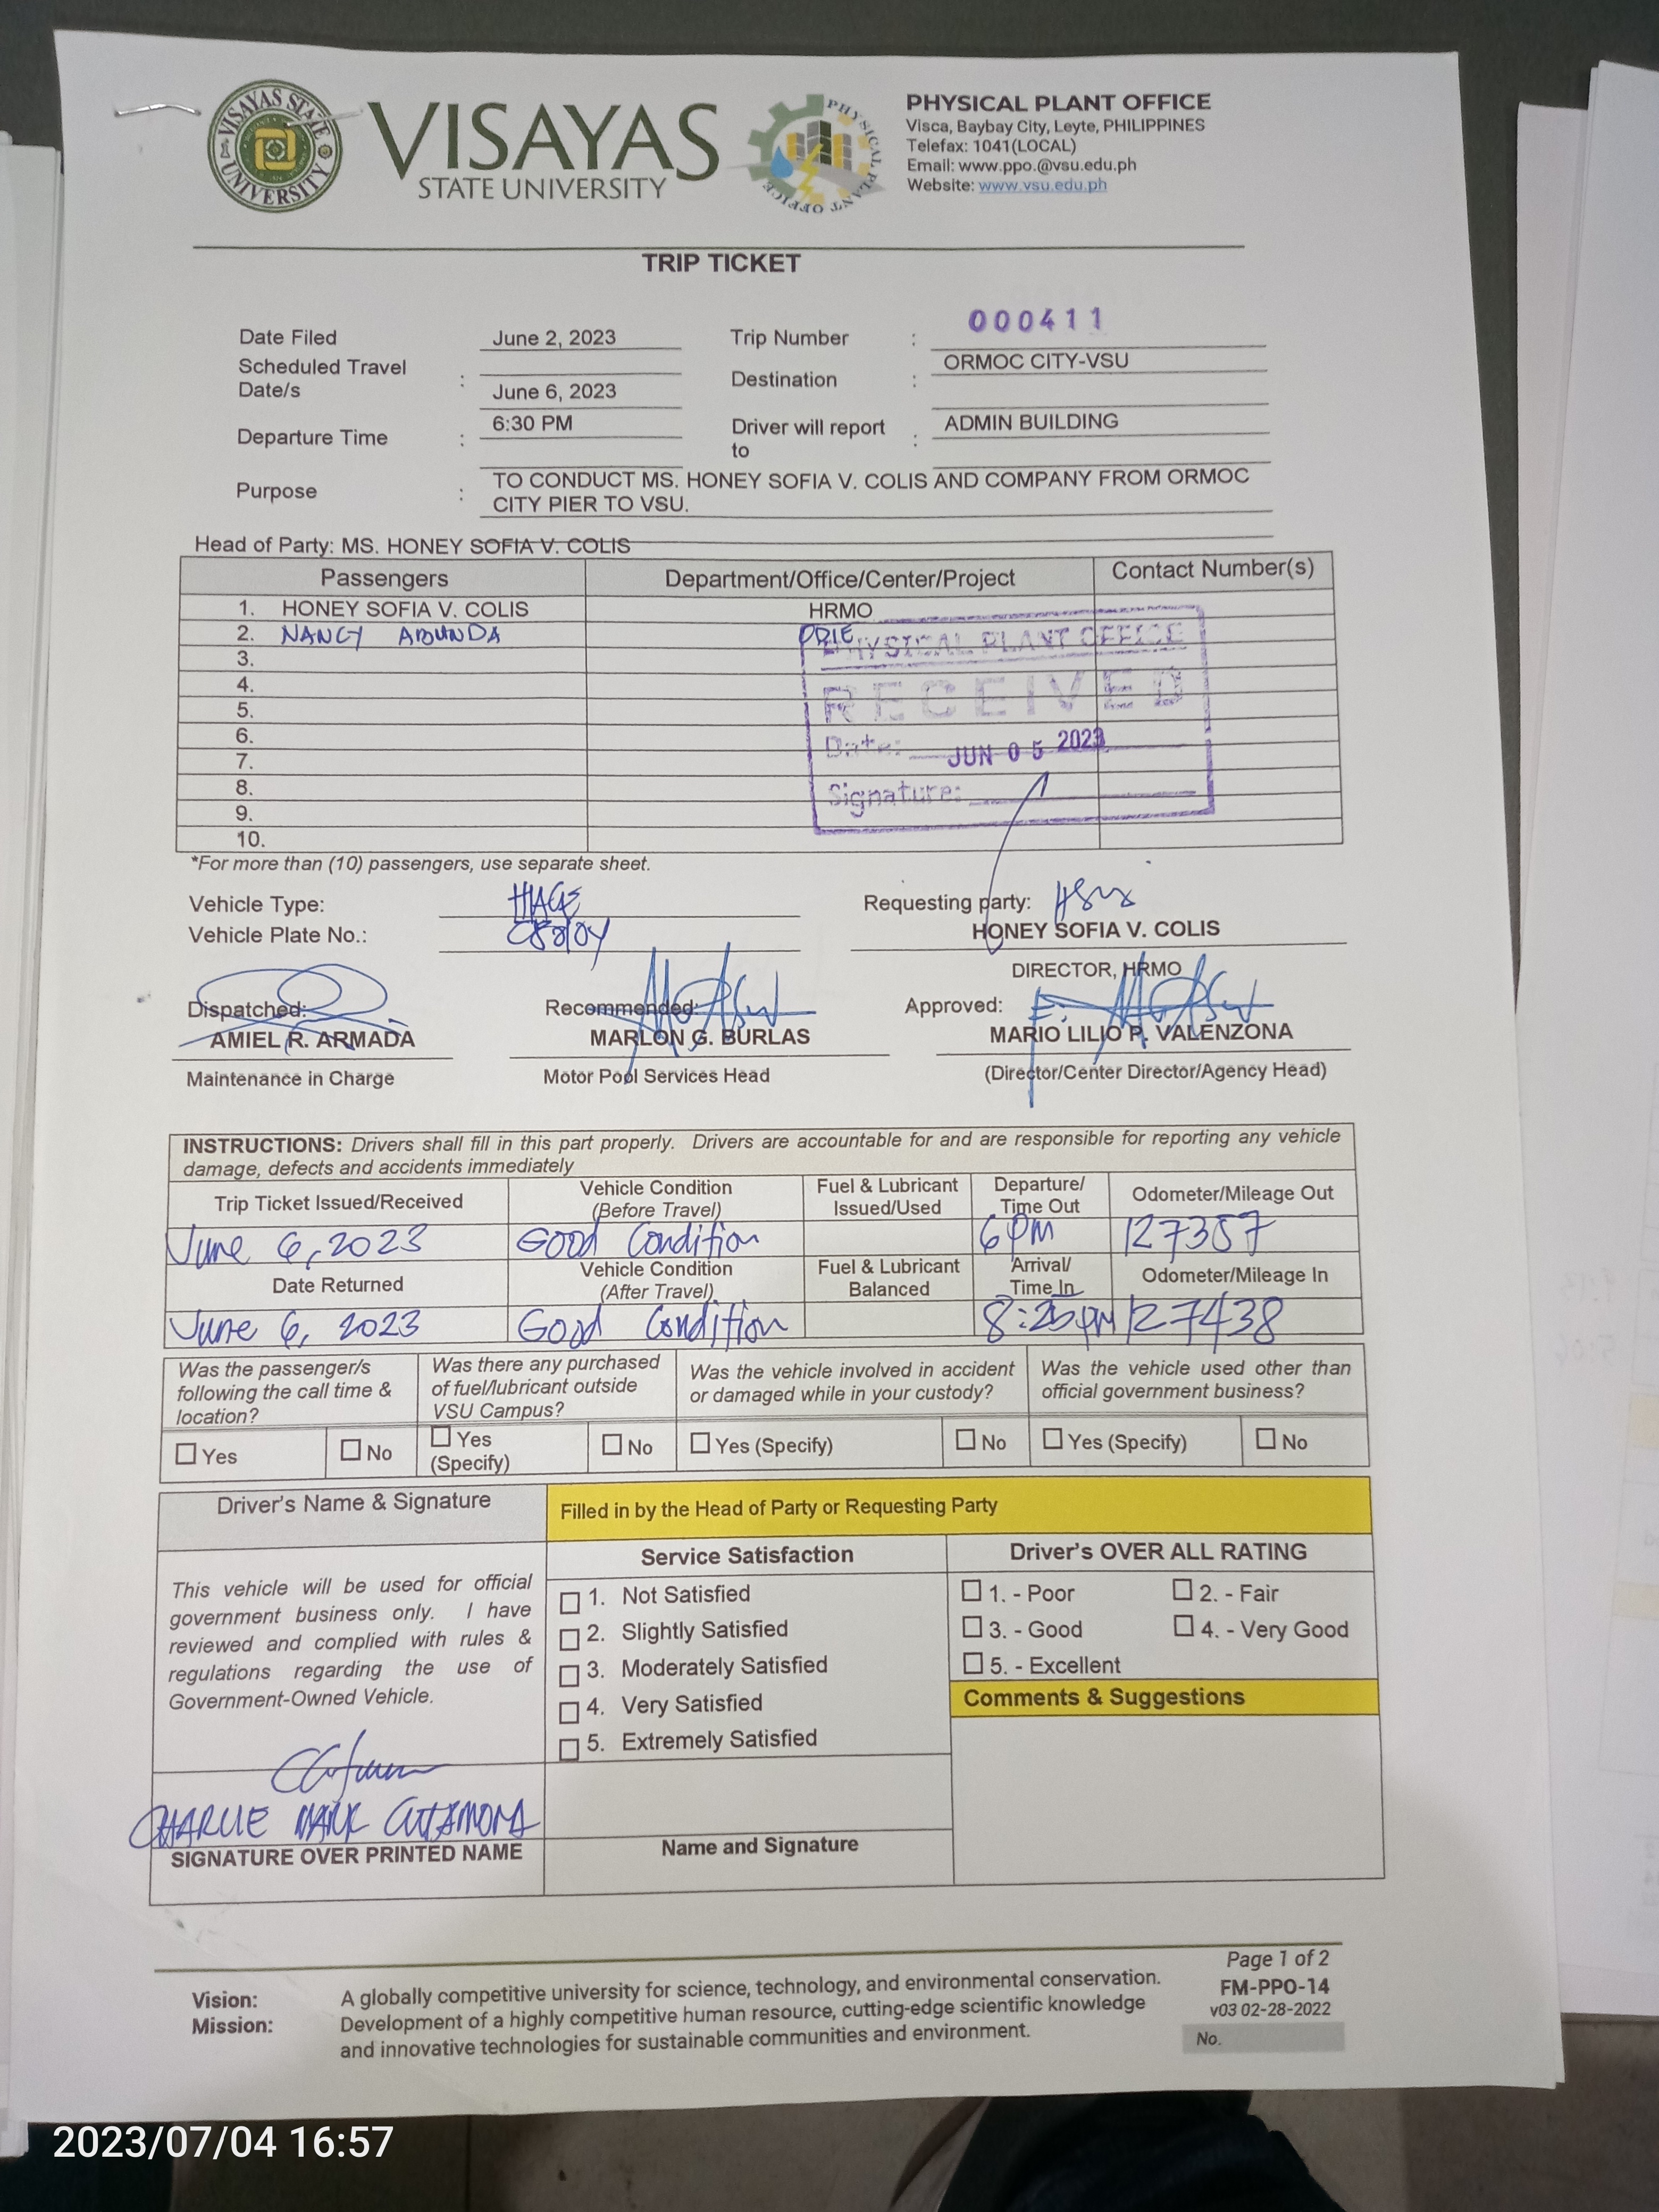 VISAYAS STATE UNIVERSITY
VISAYAS
STATE UNIVERSITY
PHYSICAL PLANT OFFICE
PHYSICAL PLANT OFFICE
Visca, Baybay City, Leyte, PHILIPPINES
Telefax: 1041(LOCAL)
Email: www.ppo.@vsu.edu.ph
Website: www.vsu.edu.ph
TRIP TICKET
000411
Date Filed June 2, 2023 Trip Number :
Scheduled Travel Date/s : June 6, 2023 Destination : ORMOC CITY-VSU
Departure Time : 6:30 PM Driver will report to : ADMIN BUILDING
Purpose : TO CONDUCT MS. HONEY SOFIA V. COLIS AND COMPANY FROM ORMOC
CITY PIER TO VSU.
Head of Party: MS. HONEY SOFIA V. COLIS
Passengers Department/Office/Center/Project Contact Number(s)
1. HONEY SOFIA V. COLIS HRMO
2. NANCY ABUNDA
3.
4.
5.
6.
7.
8.
9.
10.
PHYSICAL PLANT OFFICE
RECEIVED
Date: JUN 05 2023
Signature:
*For more than (10) passengers, use separate sheet.
Vehicle Type: HIACE Requesting party:
Vehicle Plate No.: HONEY SOFIA V. COLIS
DIRECTOR, HRMO
Dispatched: Recommended: Approved:
AMIEL R. ARMADA MARLON G. BURLAS MARIO LILIO P. VALENZONA
Maintenance in Charge Motor Pool Services Head (Director/Center Director/Agency Head)
INSTRUCTIONS: Drivers shall fill in this part properly. Drivers are accountable for and are responsible for reporting any vehicle
damage, defects and accidents immediately
Trip Ticket Issued/Received Vehicle Condition (Before Travel) Fuel & Lubricant Issued/Used Departure/ Time Out Odometer/Mileage Out
June 6, 2023 Good Condition 6PM 127357
Date Returned Vehicle Condition (After Travel) Fuel & Lubricant Balanced Arrival/ Time In Odometer/Mileage In
June 6, 2023 Good Condition 127438
Was the passenger/s following the call time & location? Was there any purchased of fuel/lubricant outside VSU Campus? Was the vehicle involved in accident or damaged while in your custody? Was the vehicle used other than official government business?
Yes No Yes (Specify) No Yes (Specify) No Yes (Specify) No
Driver's Name & Signature Filled in by the Head of Party or Requesting Party
Service Satisfaction Driver's OVER ALL RATING
This vehicle will be used for official
government business only. I have
reviewed and complied with rules &
regulations regarding the use of
Government-Owned Vehicle.
1. Not Satisfied
2. Slightly Satisfied
3. Moderately Satisfied
4. Very Satisfied
5. Extremely Satisfied
1. - Poor 2. - Fair
3. - Good 4. - Very Good
5. - Excellent
Comments & Suggestions
CHARLIE MARK
SIGNATURE OVER PRINTED NAME Name and Signature
Vision: A globally competitive university for science, technology, and environmental conservation.
Mission: Development of a highly competitive human resource, cutting-edge scientific knowledge
and innovative technologies for sustainable communities and environment.
Page 1 of 2
FM-PPO-14
v03 02-28-2022
No.
2023/07/04 16:57